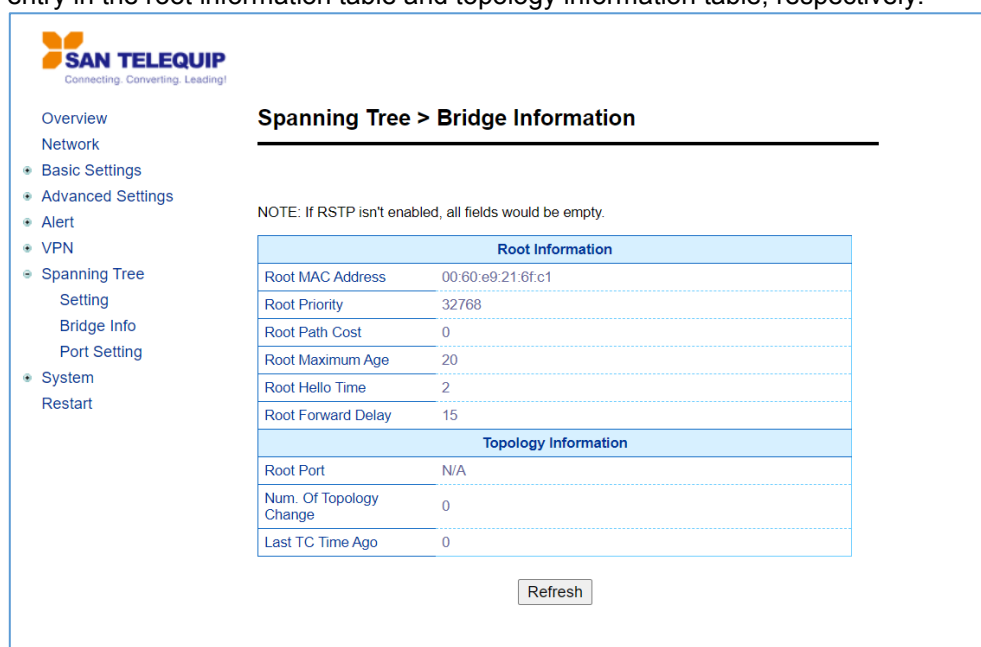 entry in the root information table and topology information table, respectively.
SAN TELEQUIP
Connecting. Converting. Leading!
Overview
Network
Basic Settings
Advanced Settings
Alert
VPN
Spanning Tree
Setting
Bridge Info
Port Setting
System
Restart
Spanning Tree > Bridge Information
NOTE: If RSTP isn't enabled, all fields would be empty.
Root Information
Root MAC Address 00:60:e9:21:6f:c1
Root Priority 32768
Root Path Cost 0
Root Maximum Age 20
Root Hello Time 2
Root Forward Delay 15
Topology Information
Root Port N/A
Num. Of Topology
Change 0
Last TC Time Ago 0
Refresh